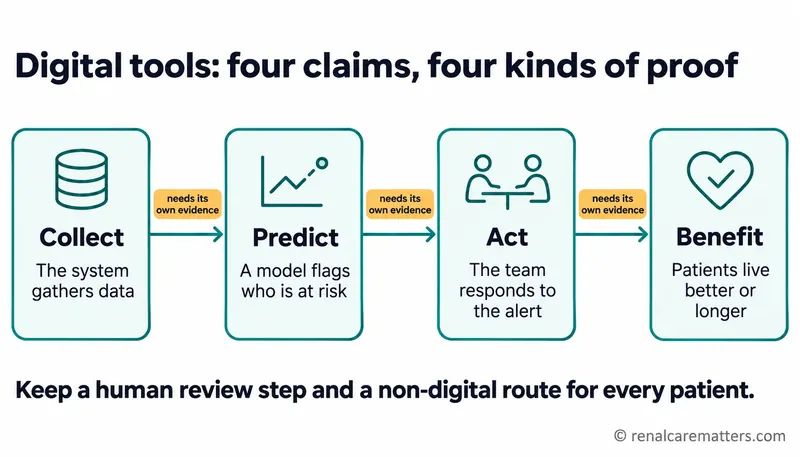 Digital tools: four claims, four kinds of proof
needs its
own evidence
needs its
own evidence
needs its
own evidence
Collect
The system
gathers data
Predict
A model flags
who is at risk
Act
The team
responds to
the alert
Benefit
Patients live
better or
longer
Keep a human review step and a non-digital route for every patient.
© renalcarematters.com